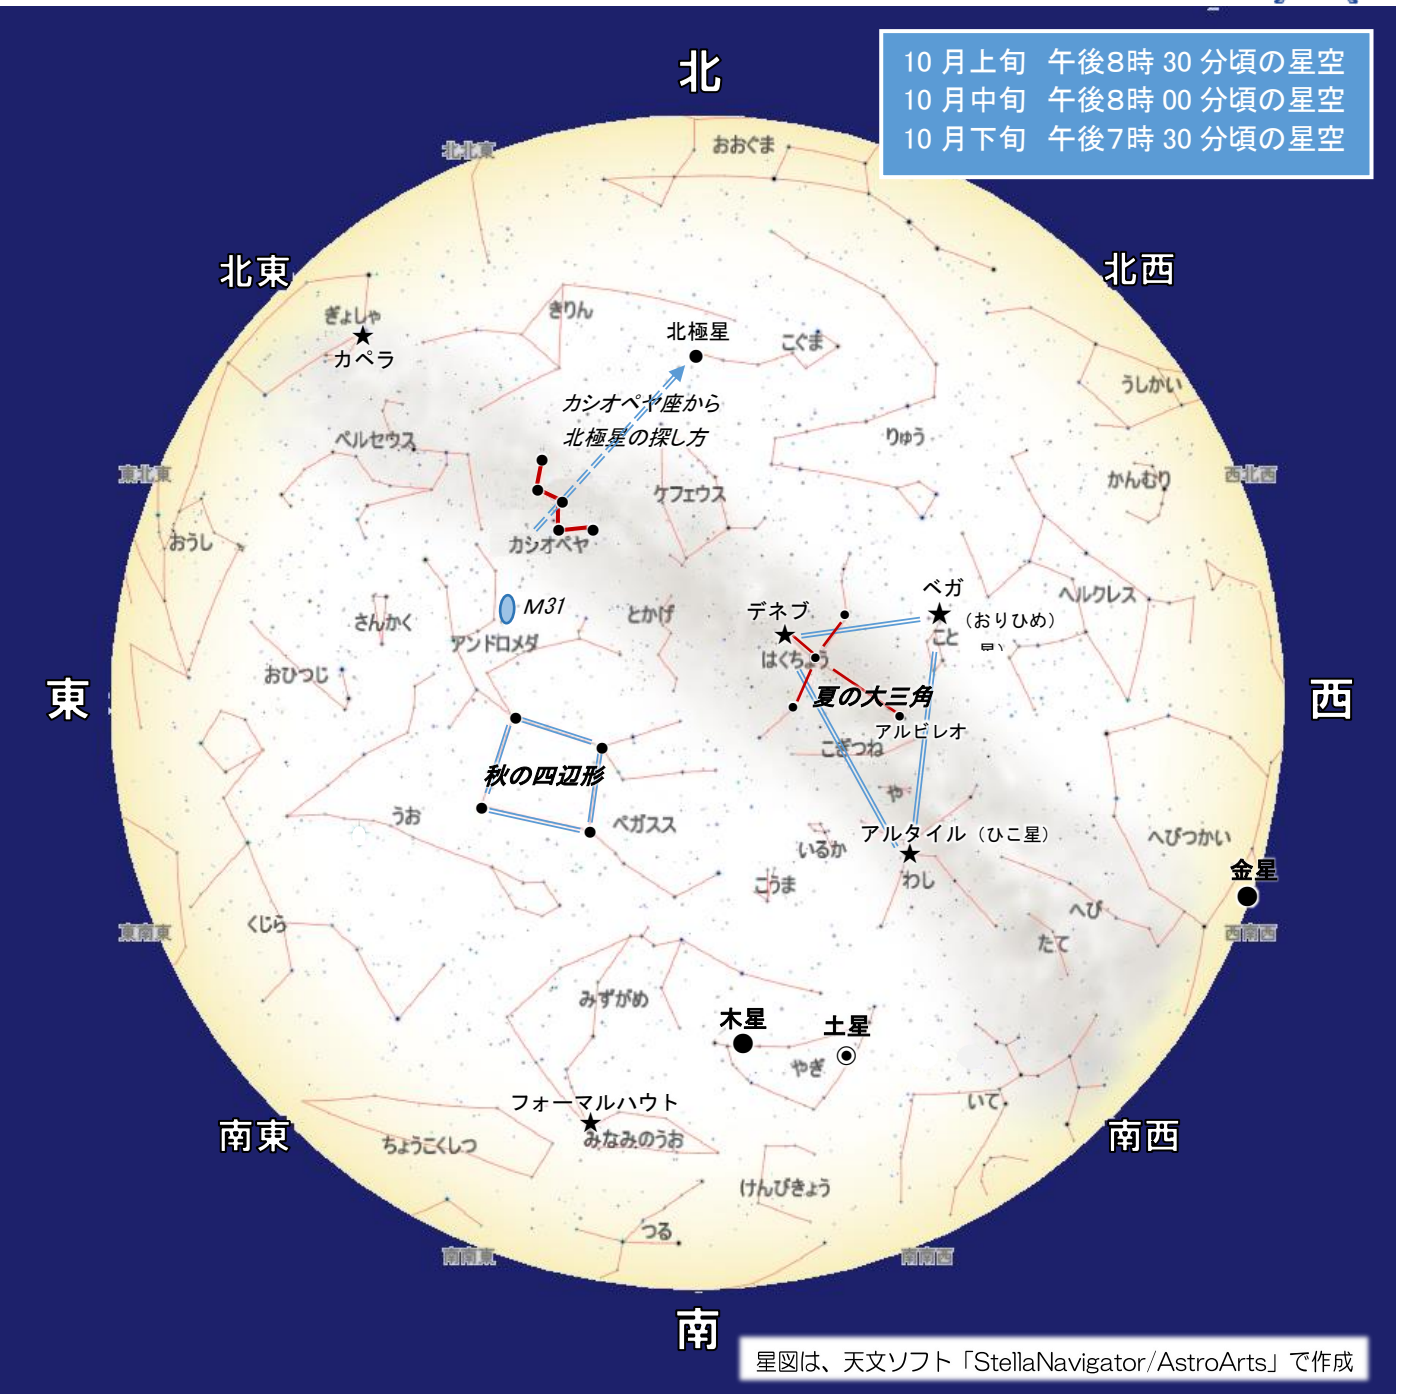 北
10 月上旬 午後8時 30 分頃の星空
10 月中旬 午後8時 00 分頃の星空
10 月下旬 午後7時 30 分頃の星空
北北東
おおぐま
北東
北西
ぎょしゃ
カペラ
きりん
北極星
こぐま
うしかい
カシオペヤ座から
北極星の探し方
ペルセウス
りゅう
東北東
かんむり
西北西
ケフェウス
おうし
カシオペヤ
M31
とかげ
デネブ
ベガ
(おりひめ)
こと
ヘルクレス
さんかく
アンドロメダ
はくちょう
おひつじ
東
夏の大三角
アルビレオ
西
こぎつね
秋の四辺形
や
うお
ペガスス
アルタイル(ひこ星)
いるか
へびつかい
わし
こうま
金星
くじら
へび
東南東
たて
西南西
みずがめ
木星
土星
やぎ
フォーマルハウト
いて
南東
ちょうこくしつ
みなみのうお
南西
けんびきょう
つる
南南東
南南西
南
星図は、天文ソフト「StellaNavigator/AstroArts」で作成